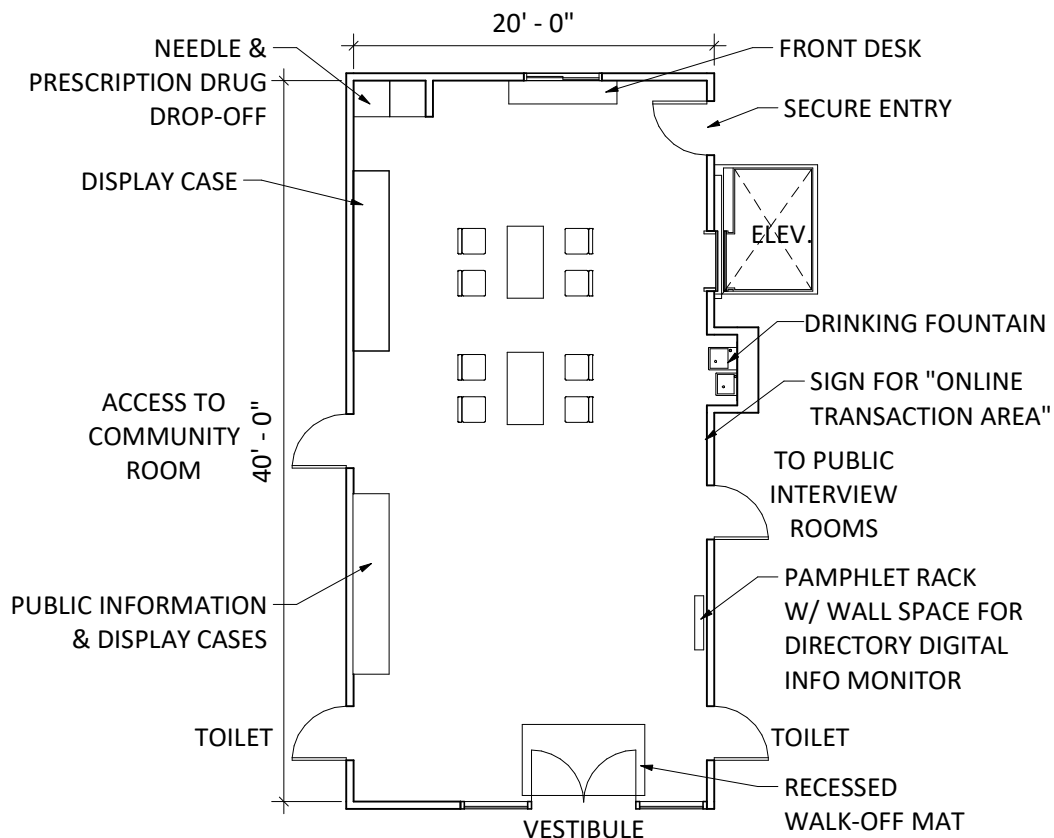 20' - 0"
NEEDLE &
PRESCRIPTION DRUG
DROP-OFF
FRONT DESK
SECURE ENTRY
DISPLAY CASE
ELEV.
DRINKING FOUNTAIN
SIGN FOR "ONLINE
TRANSACTION AREA"
ACCESS TO
COMMUNITY
ROOM
40' - 0"
TO PUBLIC
INTERVIEW
ROOMS
PAMPHLET RACK
W/ WALL SPACE FOR
DIRECTORY DIGITAL
INFO MONITOR
PUBLIC INFORMATION
& DISPLAY CASES
TOILET
TOILET
RECESSED
WALK-OFF MAT
VESTIBULE